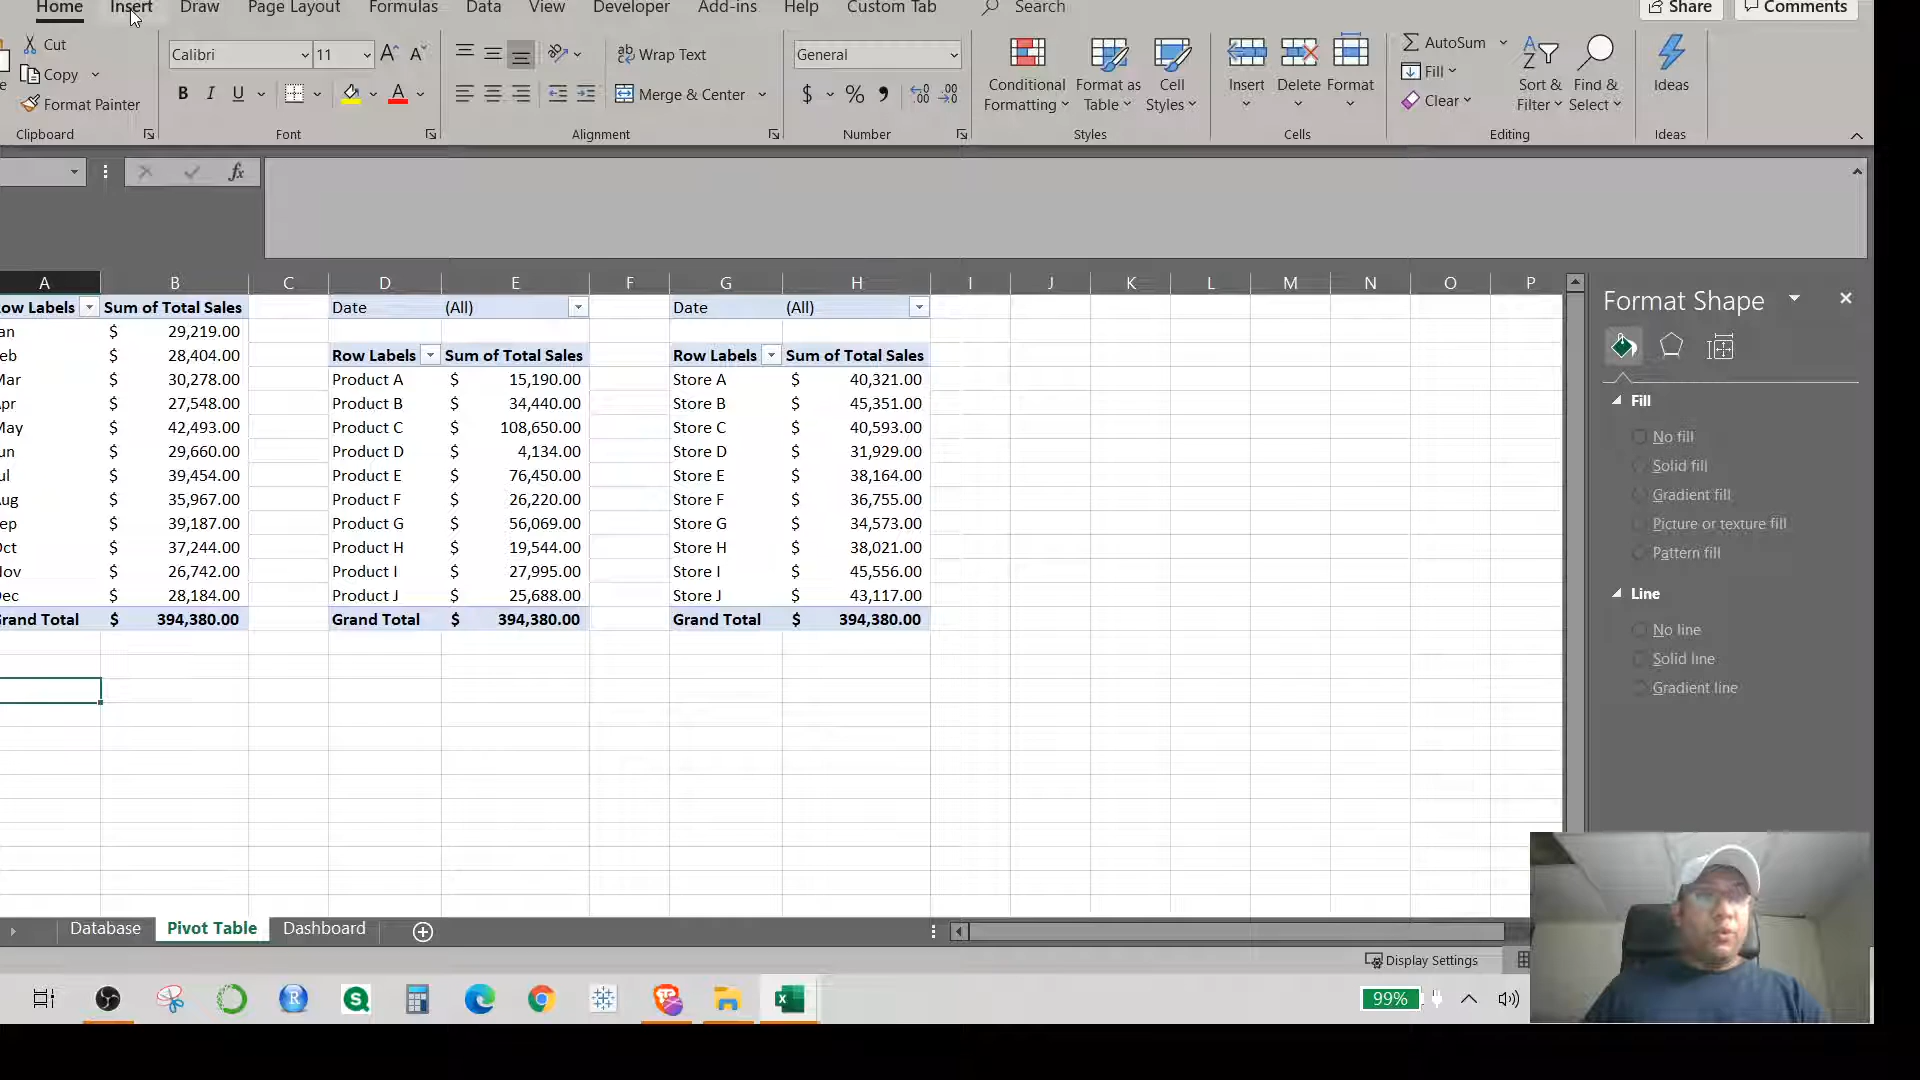 Home Insert Draw Page Layout Formulas Data View Developer Add-ins Help Custom Tab Search Share Comments
Cut
Copy
Format Painter
Clipboard
Calibri 11
B I U
Font
Wrap Text
Merge & Center
Alignment
General
$ % 9 .00 .00
Number
Conditional Formatting
Format as Table
Cell Styles
Styles
Insert Delete Format
Cells
AutoSum
Fill
Clear
Sort & Filter
Find & Select
Editing
Ideas
Ideas
fx
A B C D E F G H I J K L M N O P
ow Labels Sum of Total Sales Date (All) Date (All)
an $ 29,219.00
eb $ 28,404.00 Row Labels Sum of Total Sales Row Labels Sum of Total Sales
Mar $ 30,278.00 Product A $ 15,190.00 Store A $ 40,321.00
pr $ 27,548.00 Product B $ 34,440.00 Store B $ 45,351.00
May $ 42,493.00 Product C $ 108,650.00 Store C $ 40,593.00
un $ 29,660.00 Product D $ 4,134.00 Store D $ 31,929.00
ul $ 39,454.00 Product E $ 76,450.00 Store E $ 38,164.00
ug $ 35,967.00 Product F $ 26,220.00 Store F $ 36,755.00
ep $ 39,187.00 Product G $ 56,069.00 Store G $ 34,573.00
ct $ 37,244.00 Product H $ 19,544.00 Store H $ 38,021.00
ov $ 26,742.00 Product I $ 27,995.00 Store I $ 45,556.00
ec $ 28,184.00 Product J $ 25,688.00 Store J $ 43,117.00
rand Total $ 394,380.00 Grand Total $ 394,380.00 Grand Total $ 394,380.00
Format Shape
Fill
No fill
Solid fill
Gradient fill
Picture or texture fill
Pattern fill
Line
No line
Solid line
Gradient line
Database Pivot Table Dashboard
Display Settings
99%